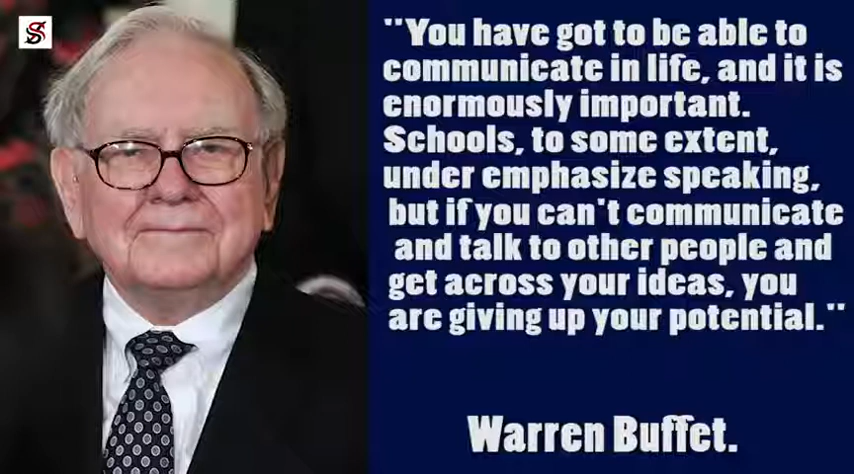 "You have got to be able to
communicate in life, and it is
enormously important.
Schools, to some extent,
under emphasize speaking,
but if you can't communicate
and talk to other people and
get across your ideas, you
are giving up your potential."
Warren Buffet.